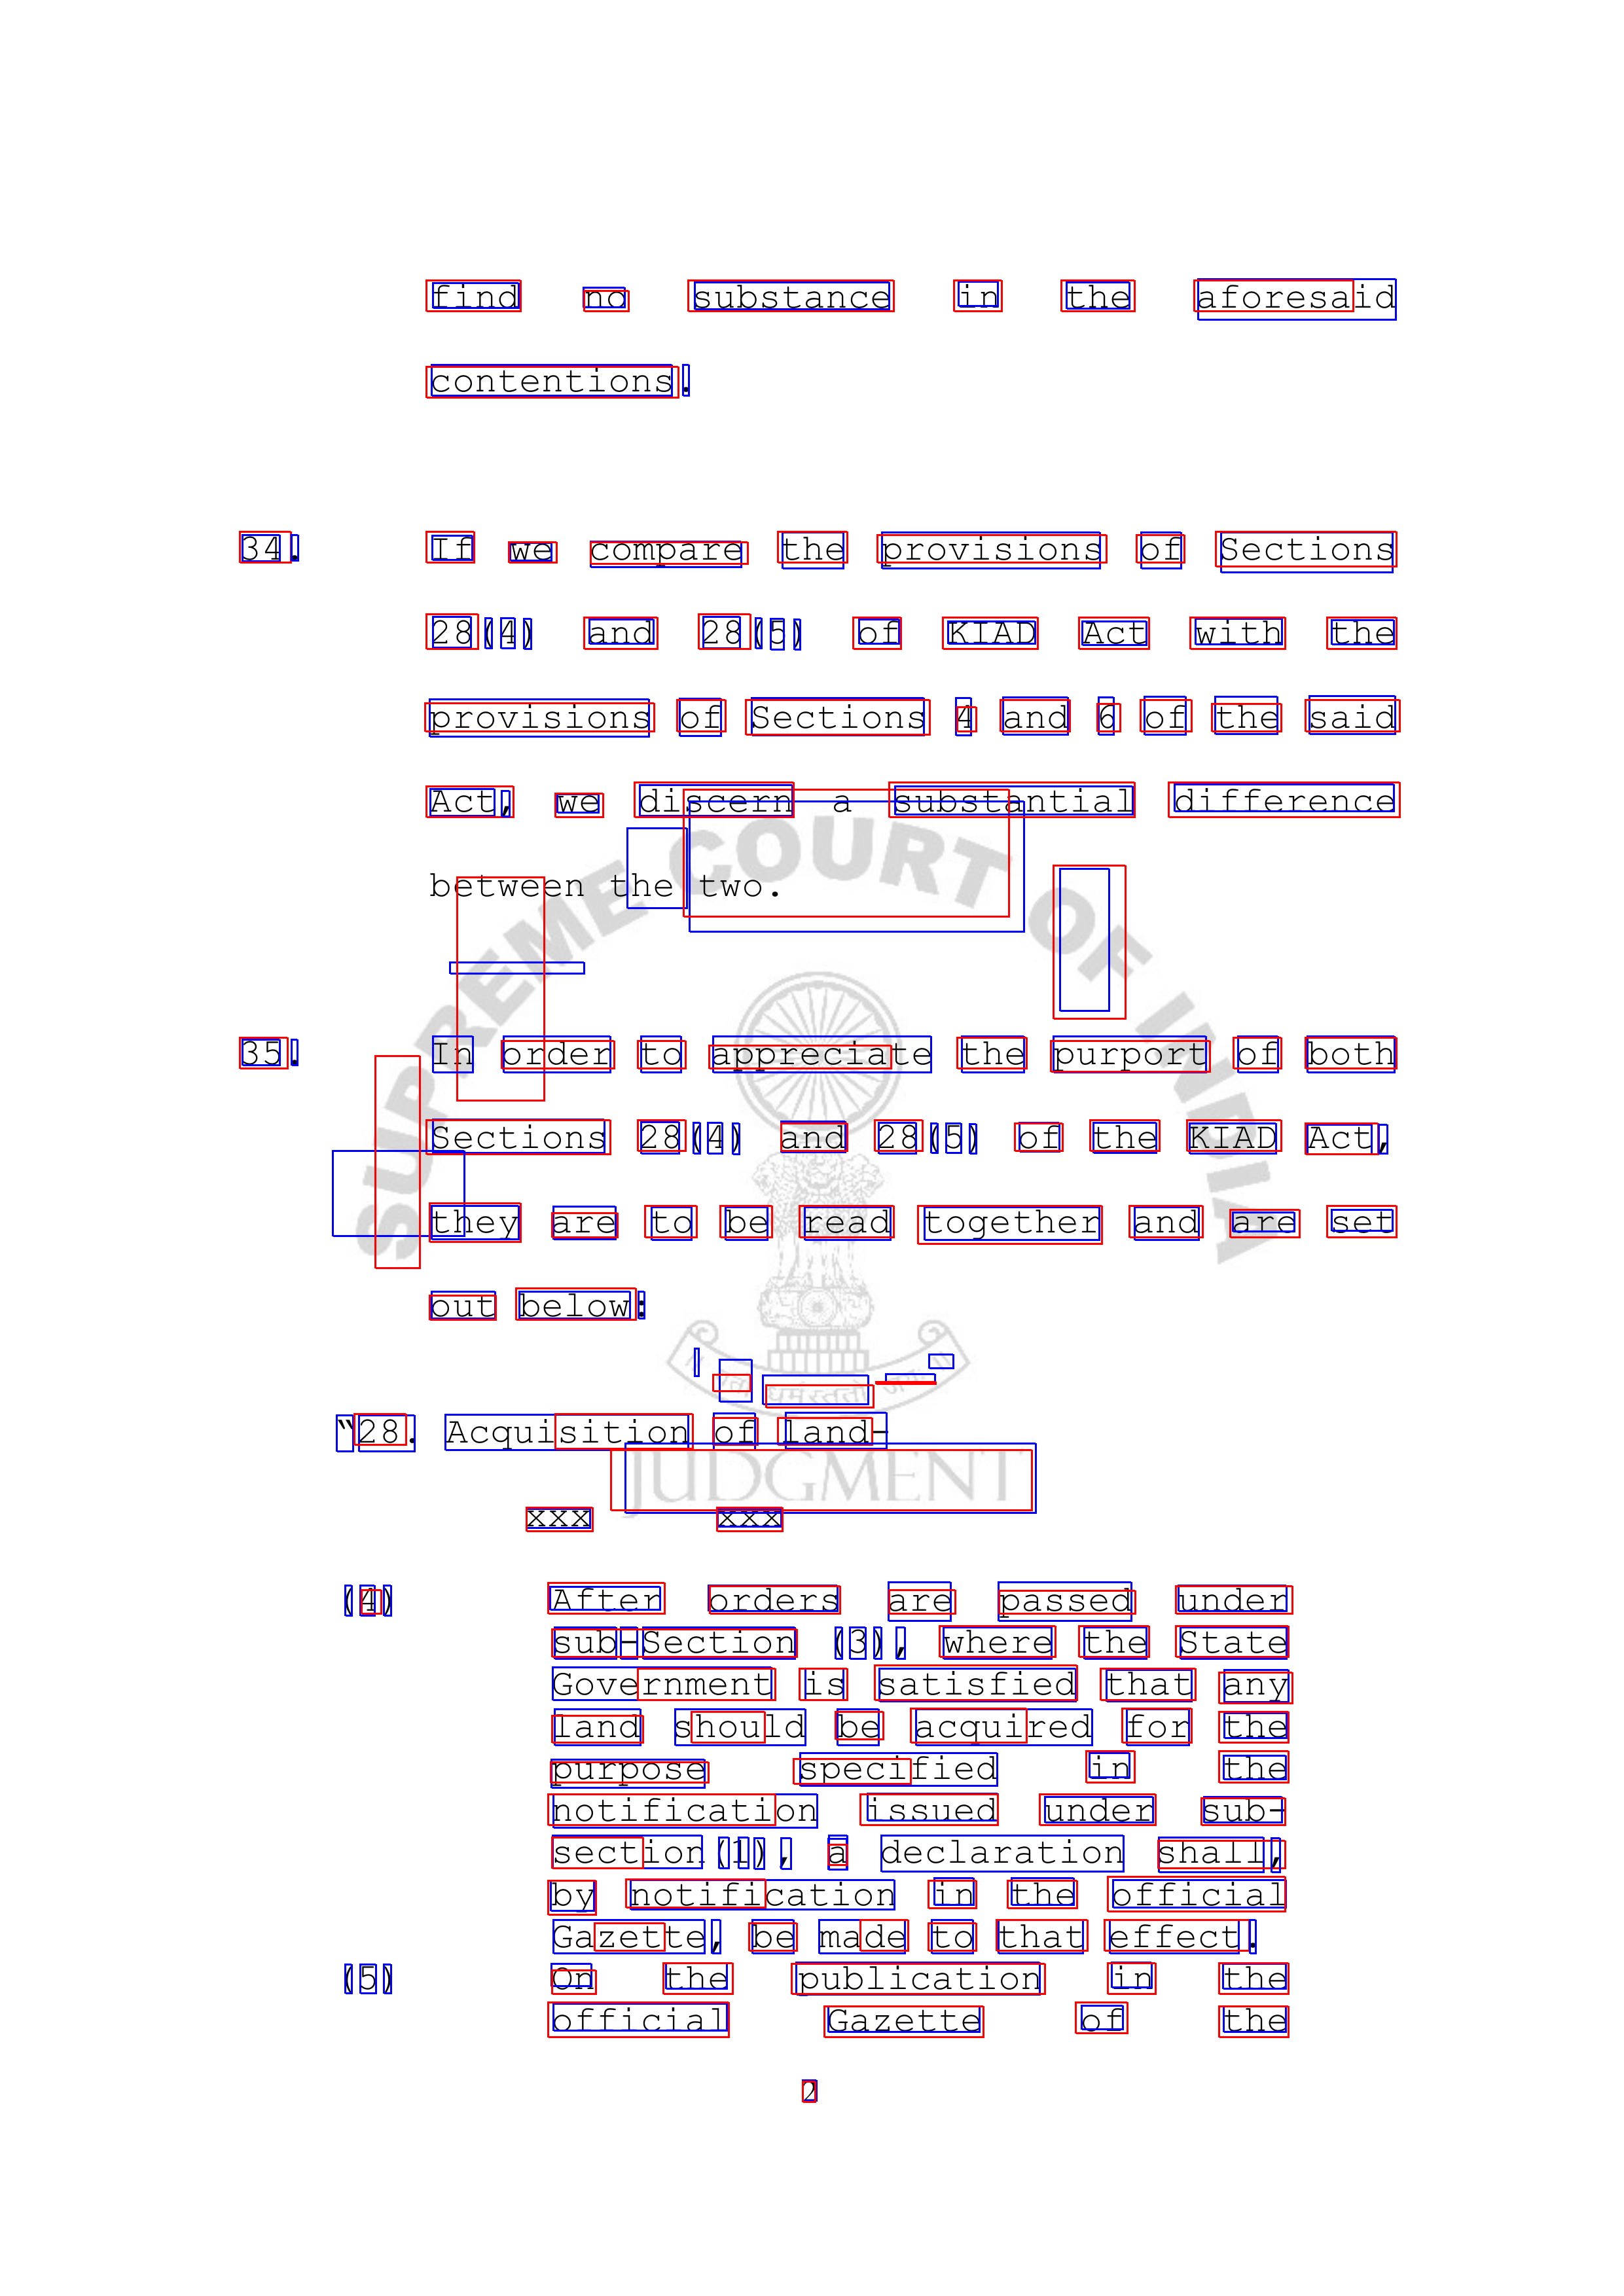 find no substance in the aforesaid
contentions.
34. If we compare the provisions of Sections
28(4) and 28(5) of KIAD Act with the
provisions of Sections 4 and 6 of the said
Act, we discern a substantial difference
between the two.
SUPREME COURT OF INDIA
35. In order to appreciate the purport of both
Sections 28(4) and 28(5) of the KIAD Act,
they are to be read together and are set
out below:
“28. Acquisition of land-
JUDGMENT
xxx xxx
(4) After orders are passed under
sub-Section (3), where the State
Government is satisfied that any
land should be acquired for the
purpose specified in the
notification issued under sub-
section(1), a declaration shall,
by notification in the official
Gazette, be made to that effect.
(5) On the publication in the
official Gazette of the
2